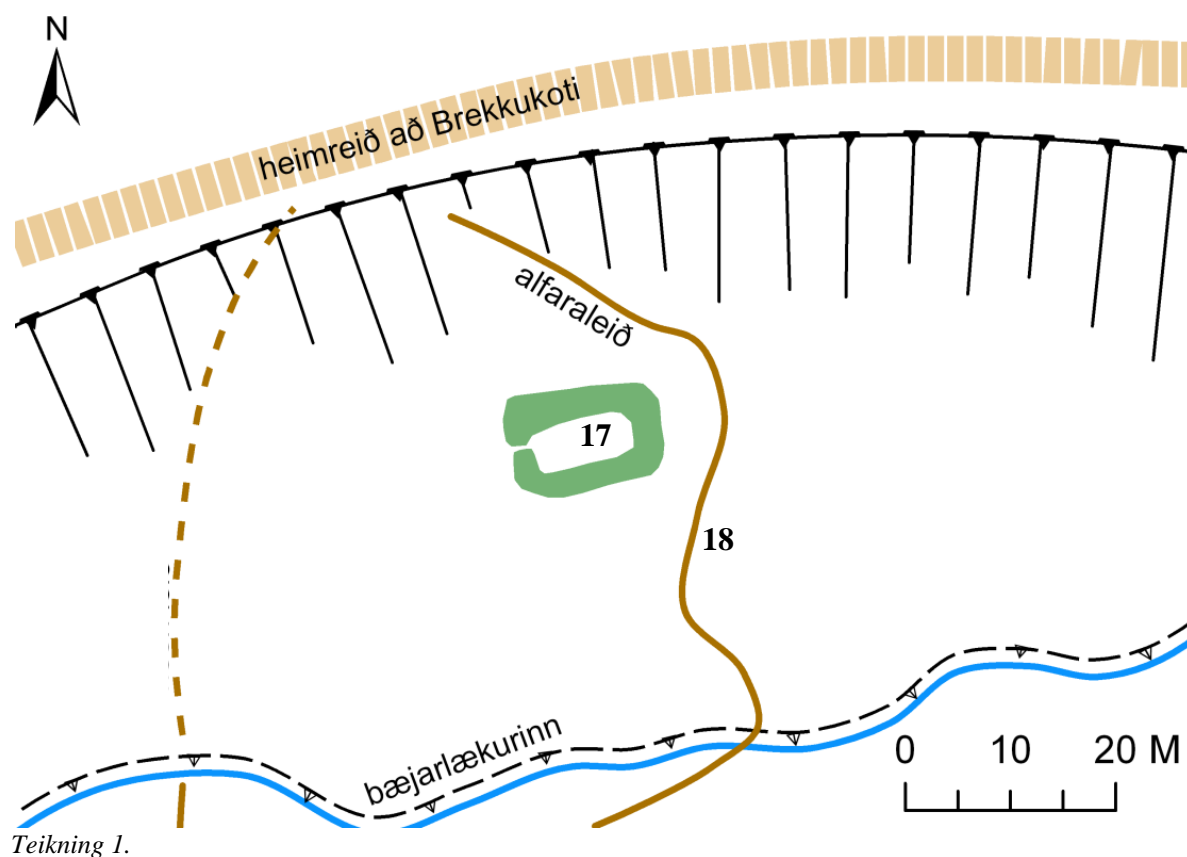 N
heimreið að Brekkukoti
alfaraleið
17
18
bæjarlækurinn
0 10 20 M
Teikning 1.